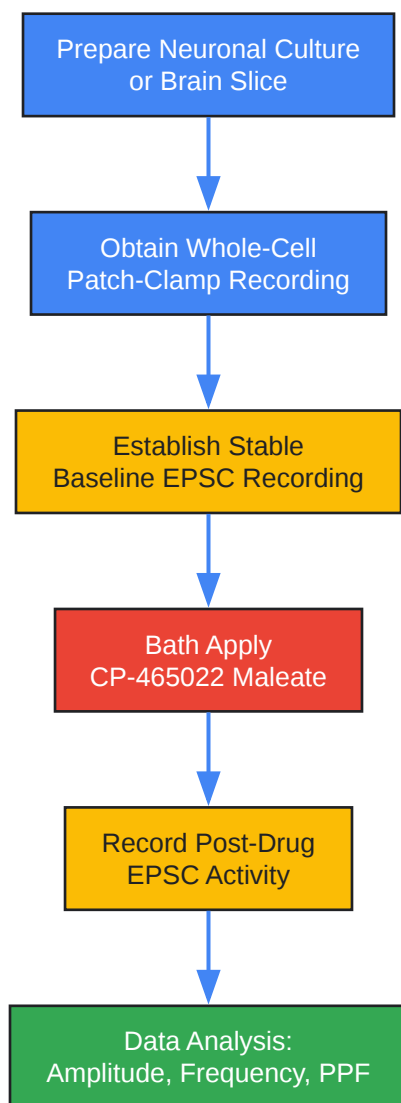 Prepare Neuronal Culture
or Brain Slice
Obtain Whole-Cell
Patch-Clamp Recording
Establish Stable
Baseline EPSC Recording
Bath Apply
CP-465022 Maleate
Record Post-Drug
EPSC Activity
Data Analysis:
Amplitude, Frequency, PPF